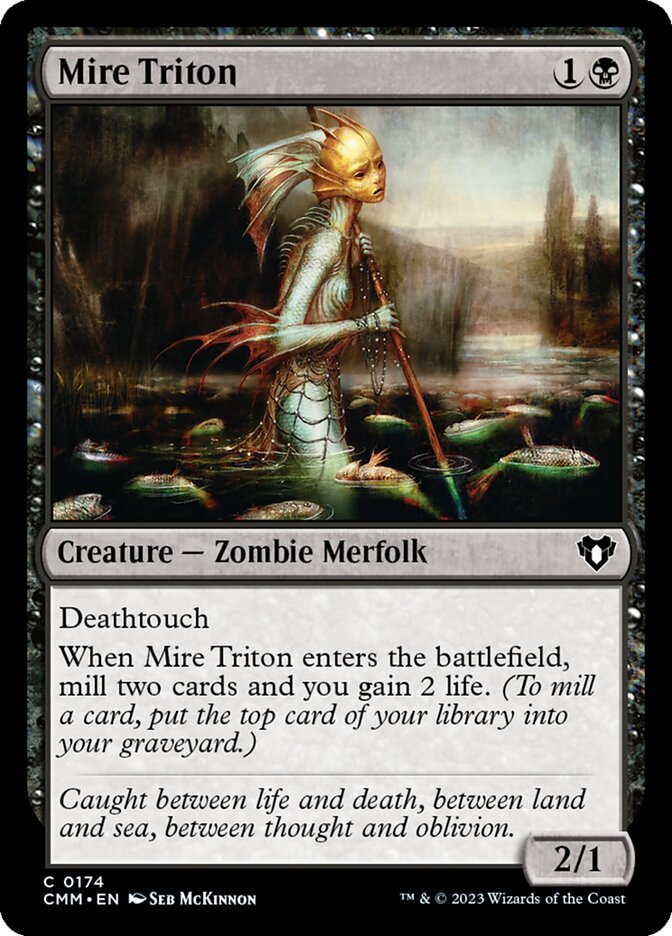 Mire Triton 1
Creature — Zombie Merfolk
Deathtouch
When Mire Triton enters the battlefield,
mill two cards and you gain 2 life. (To mill
a card, put the top card of your library into
your graveyard.)
Caught between life and death, between land
and sea, between thought and oblivion.
2/1
C 0174
CMM • EN Seb McKinnon
™ & © 2023 Wizards of the Coast